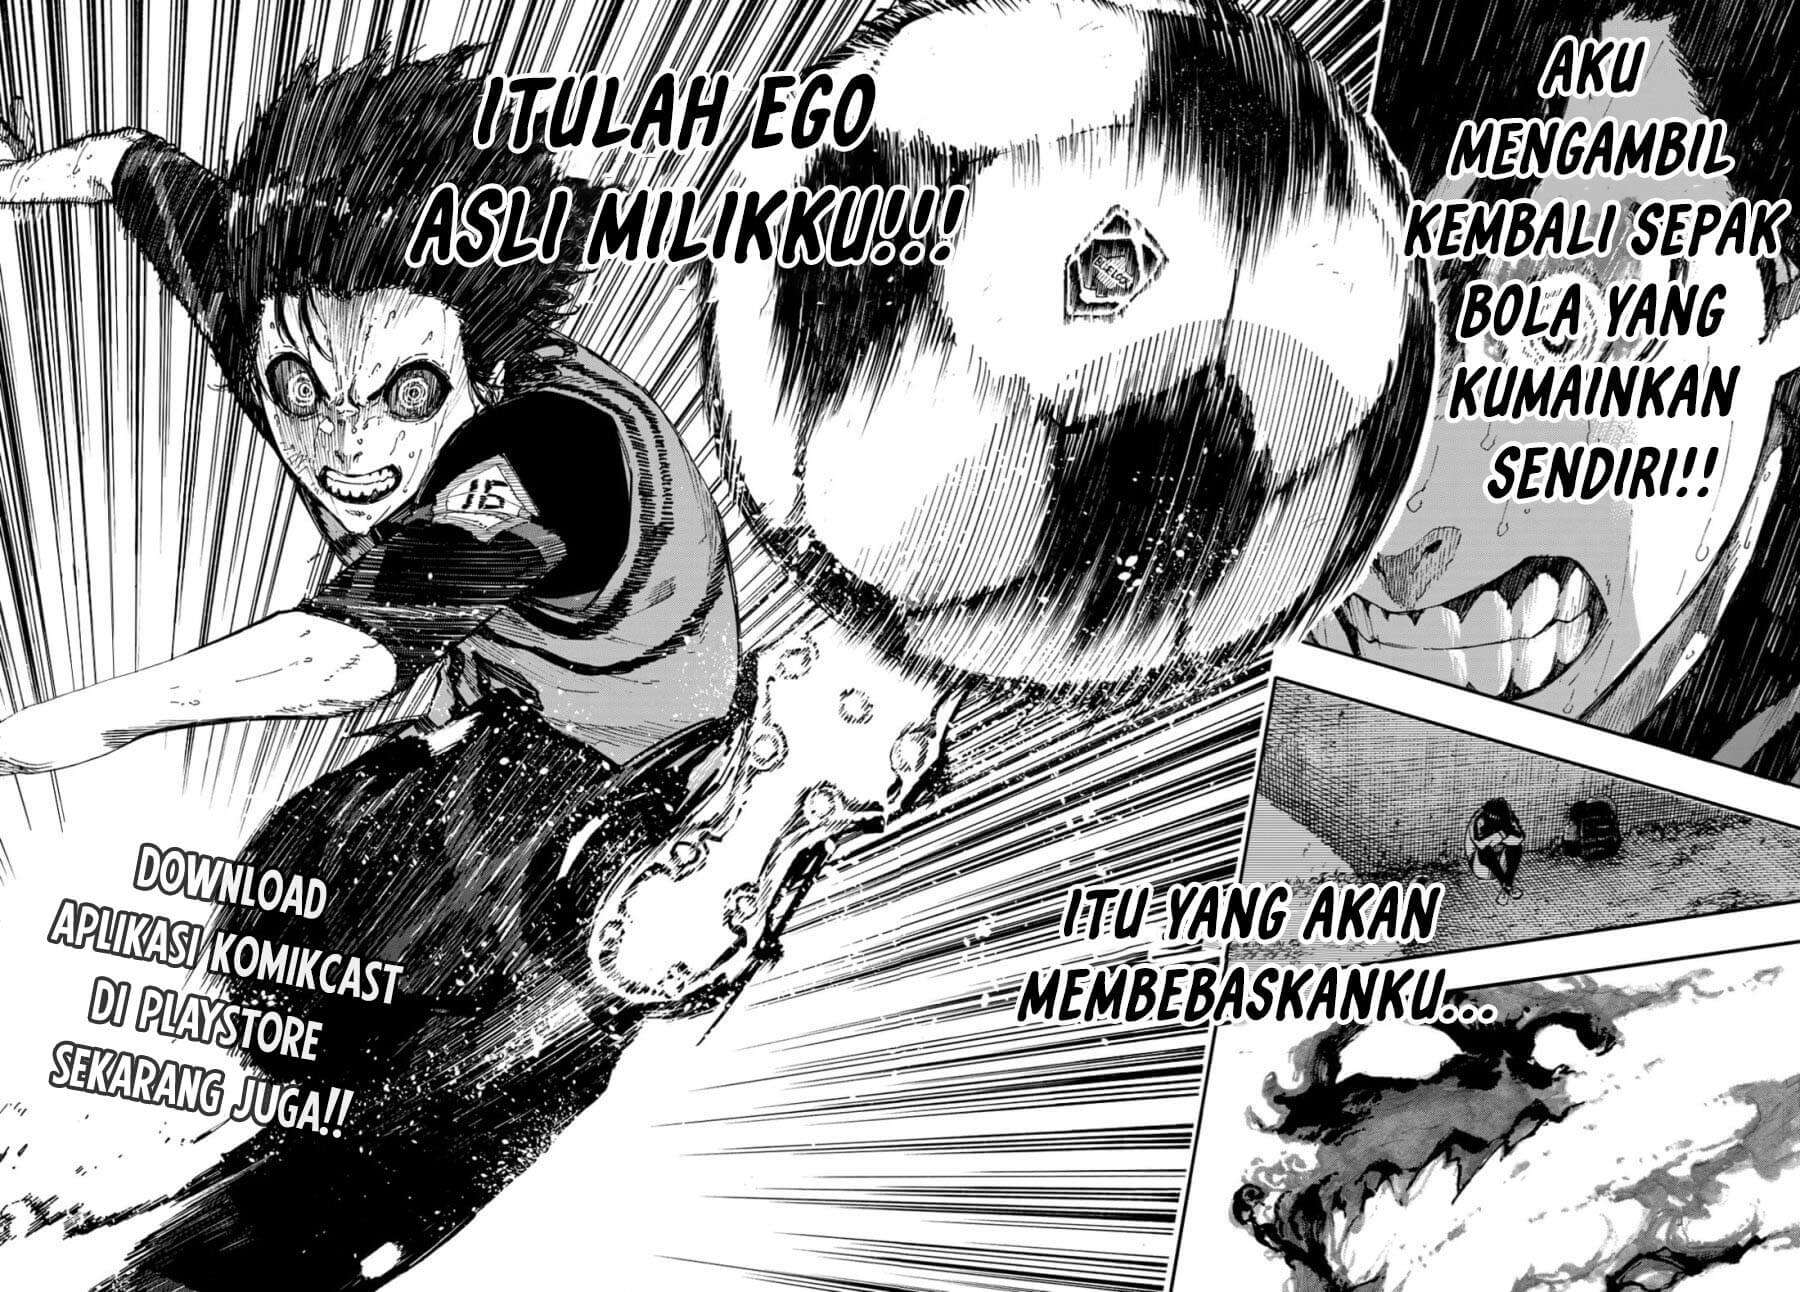 AKU
MENGAMBIL
KEMBALI SEPAK
BOLA YANG
KUMAINKAN
SENDIRI!!
ITU YANG AKAN
MEMBEBASKANKU...
ITULAH EGO
ASLI MILIKKU!!!
16
DOWNLOAD
APLIKASI KOMIKCAST
DI PLAYSTORE
SEKARANG JUGA!!